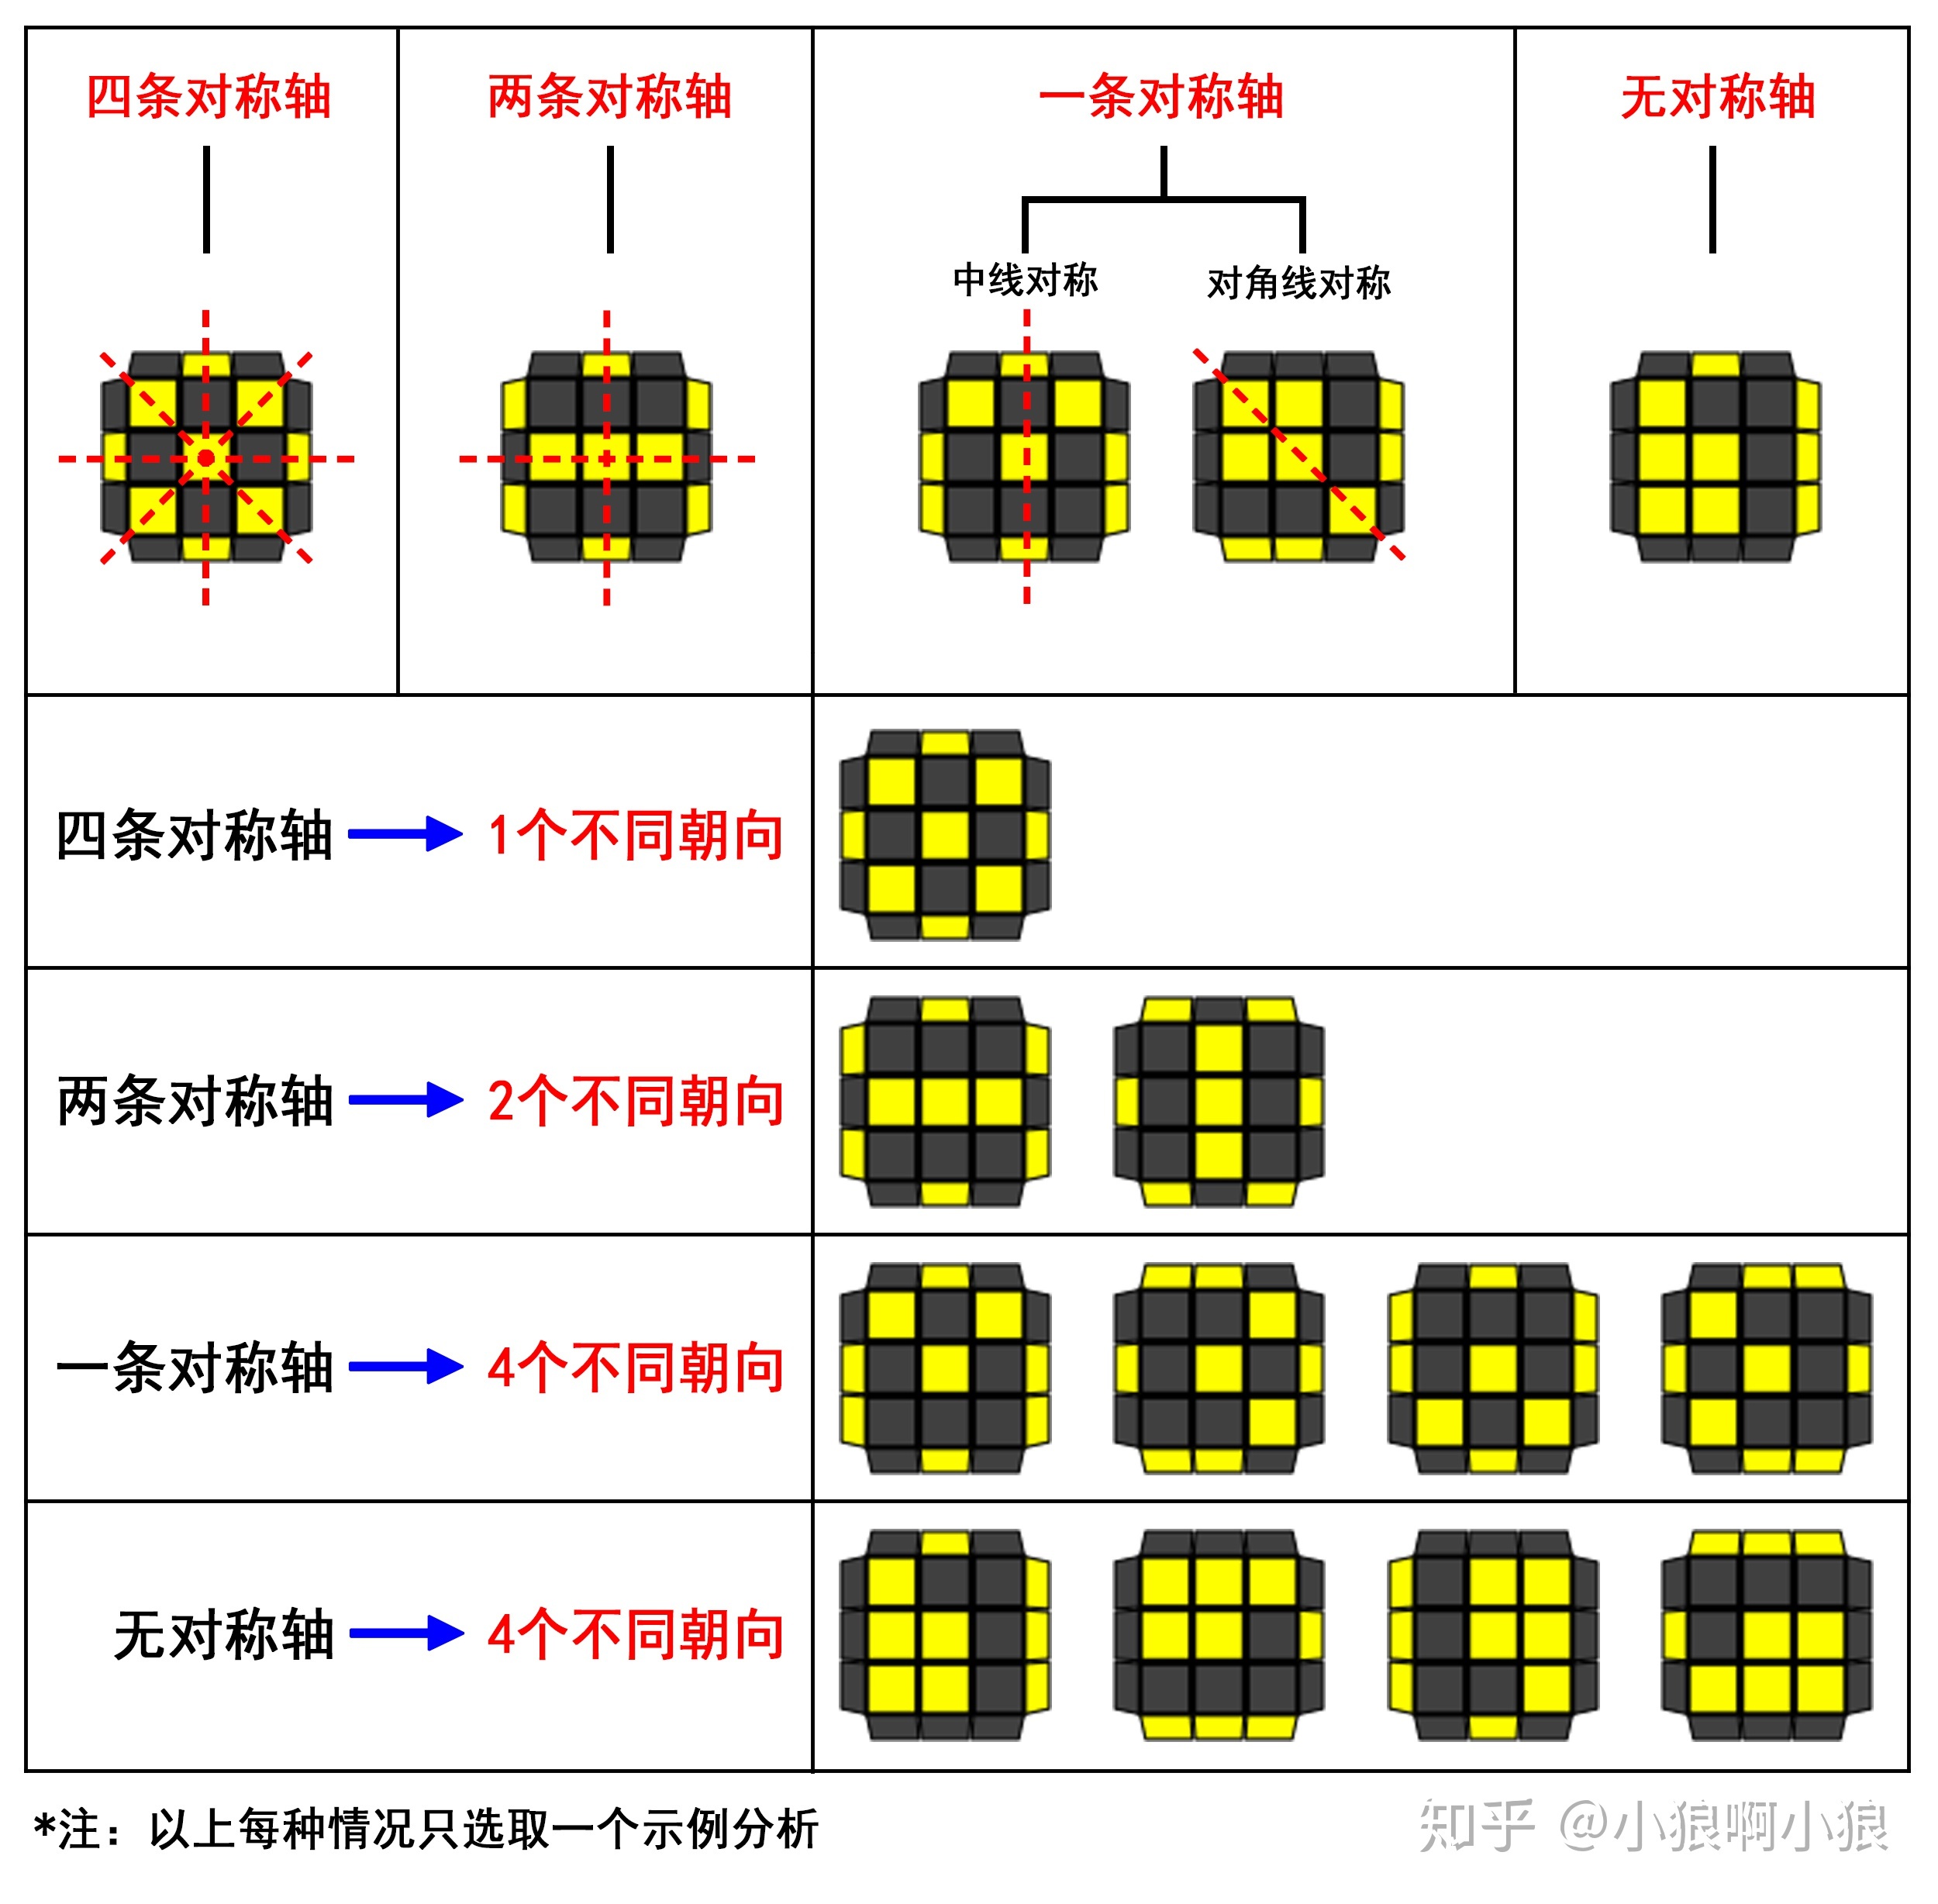 四条对称轴
两条对称轴
一条对称轴
无对称轴
中线对称
对角线对称
四条对称轴
1个不同朝向
两条对称轴
2个不同朝向
一条对称轴
4个不同朝向
无对称轴
4个不同朝向
*注：以上每种情况只选取一个示例分析
知乎 @小狼啊小狼